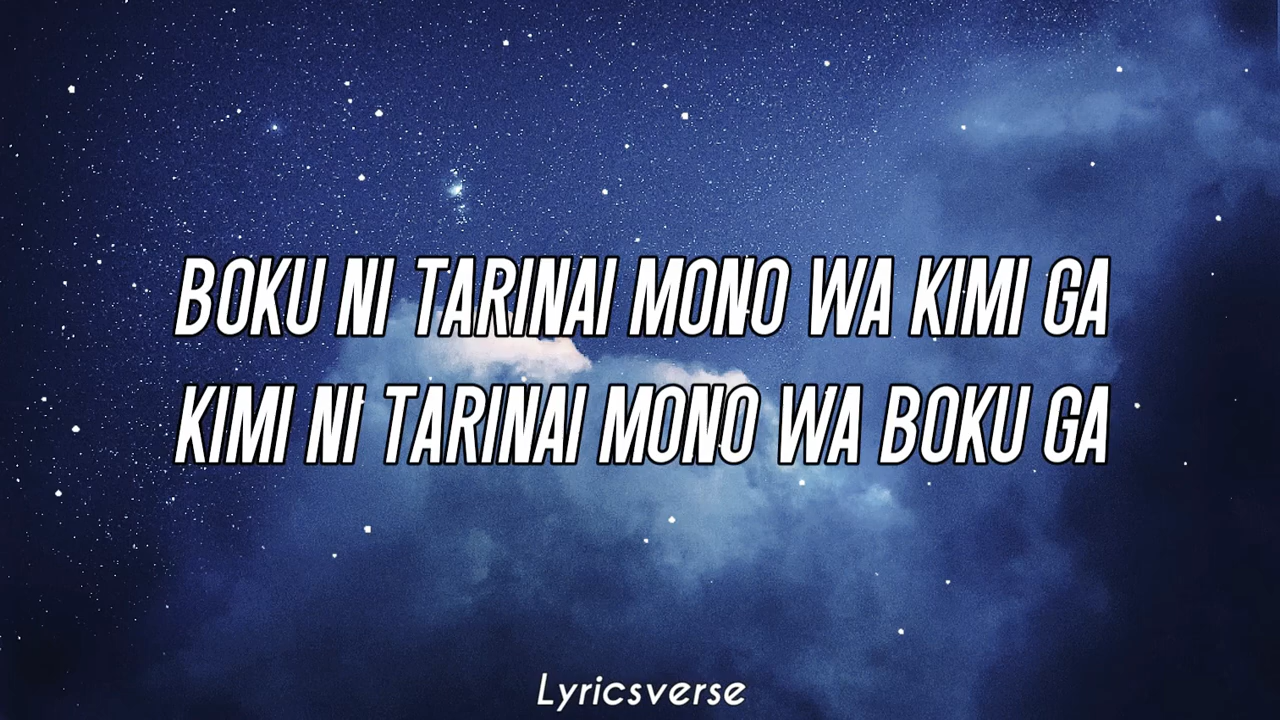 BOKU NI TARINAI MONO WA KIMI GA
KIMI NI TARINAI MONO WA BOKU GA
Lyricsverse